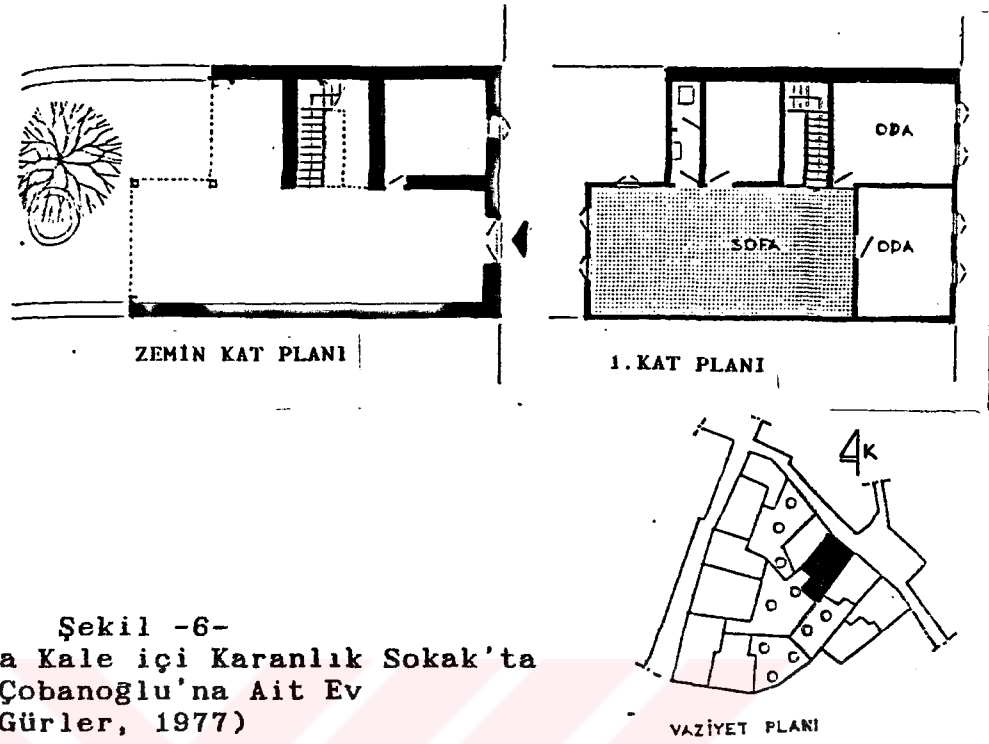 ODA
SOFA
ODA
ZEMİN KAT PLANI
1.KAT PLANI
K
Şekil -6-
a Kale içi Karanlık Sokak'ta
Çobanoğlu'na Ait Ev
Gürler, 1977)
VAZİYET PLANI